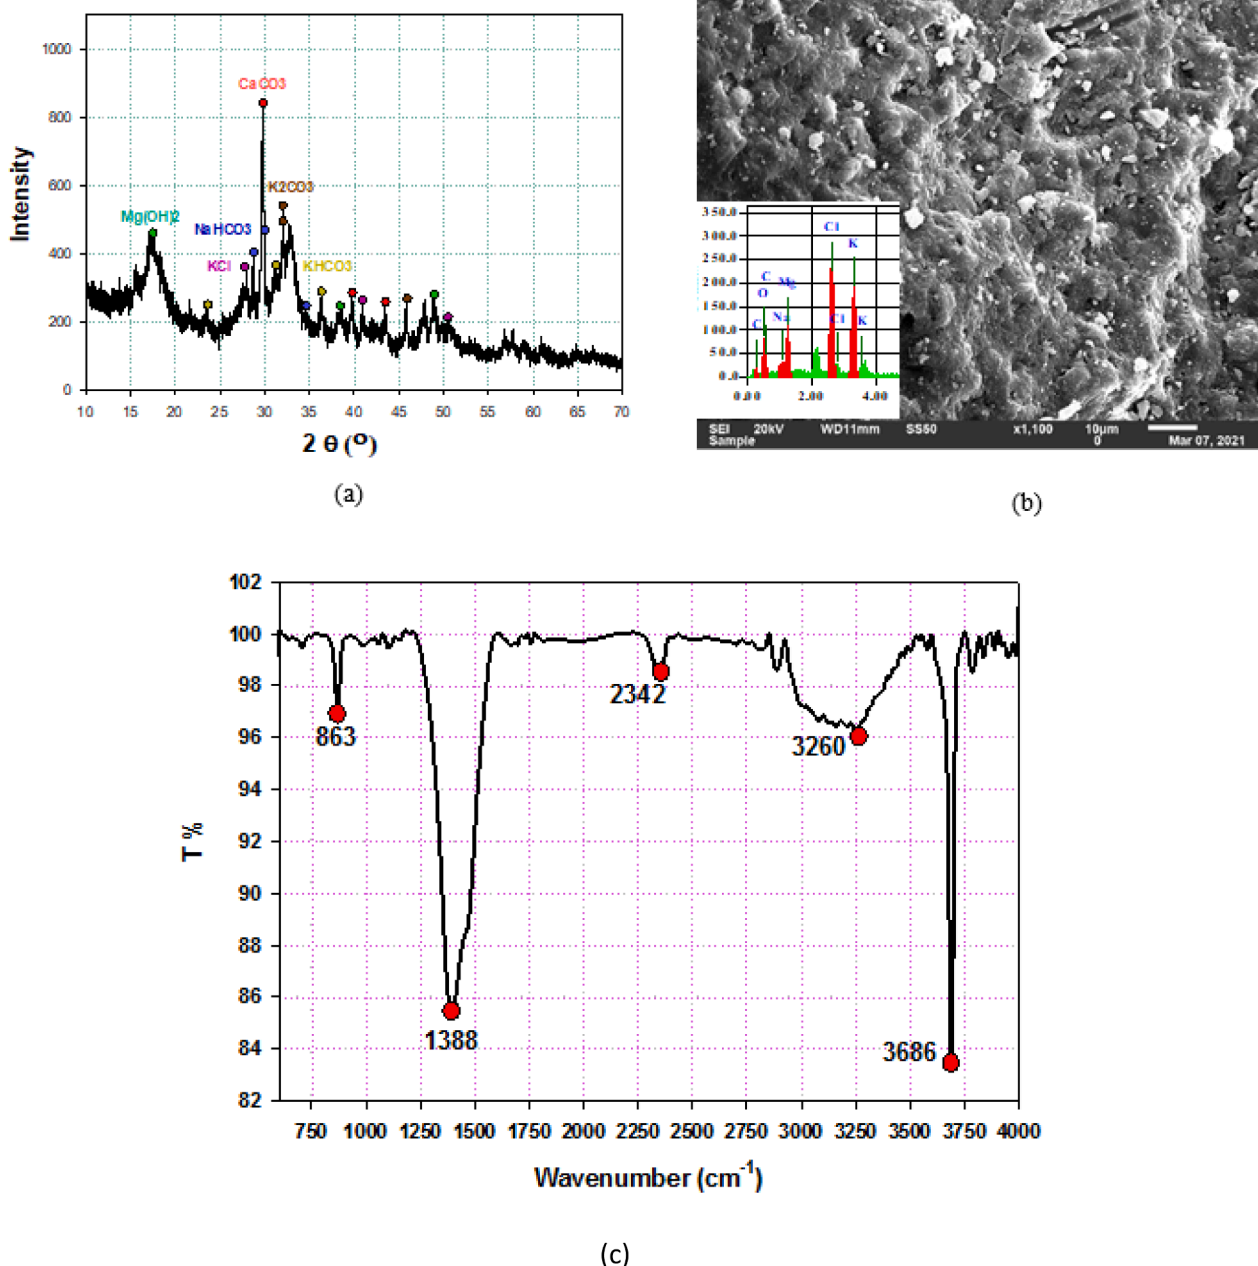 1000
CaCO3
800
K2CO3
600
Mg(OH)2
NaHCO3
400
KCl
KHCO3
200
0
10 15 20 25 30 35 40 45 50 55 60 65 70
Intensity
2 θ (O)
(a)
350.0
300.0
250.0
200.0
150.0
100.0
50.0
0.0
0.00 2.00 4.00
Cl
K
C
O
Mg
Na
C
Cl
K
SEI 20kV WD11mm SS50 x1,100 10µm
Sample 0 Mar 07, 2021
(b)
102
100
98
96
94
92
90
88
86
84
82
863
1388
2342
3260
3686
T %
750 1000 1250 1500 1750 2000 2250 2500 2750 3000 3250 3500 3750 4000
Wavenumber (cm-1)
(c)